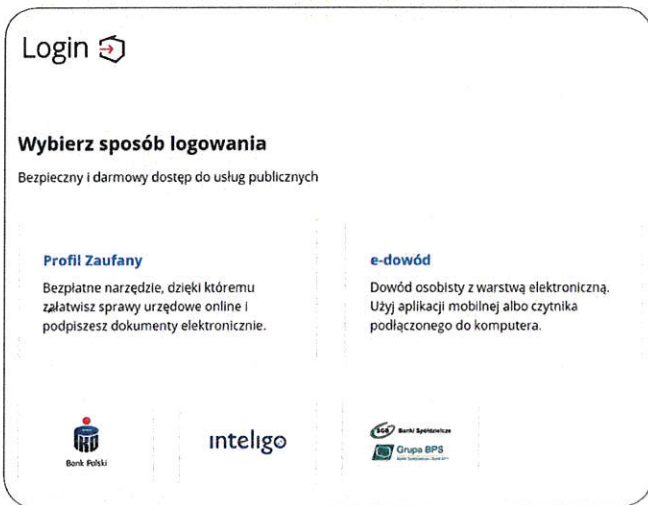 Login
Wybierz sposób logowania
Bezpieczny i darmowy dostęp do usług publicznych
Profil Zaufany
Bezpłatne narzędzie, dzięki któremu
załatwisz sprawy urzędowe online i
podpiszesz dokumenty elektronicznie.
e-dowód
Dowód osobisty z warstwą elektroniczną.
Użyj aplikacji mobilnej albo czytnika
podłączonego do komputera.
Bank Polski
inteligo
SGB Banki Spółdzielcze
Grupa BPS